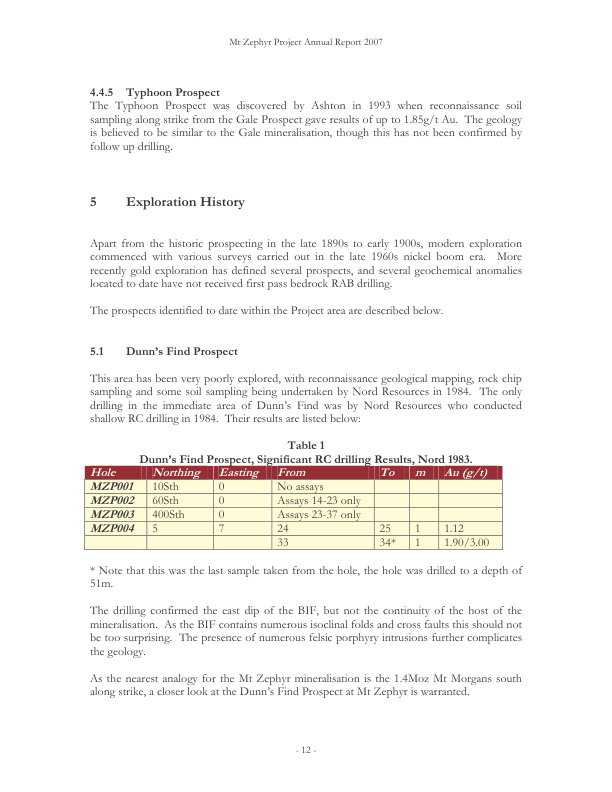 Mt Zephyr Project Annual Report 2007
4.4.5 Typhoon Prospect
The Typhoon Prospect was discovered by Ashton in 1993 when reconnaissance soil
sampling along strike from the Gale Prospect gave results of up to 1.85g/t Au. The geology
is believed to be similar to the Gale mineralisation, though this has not been confirmed by
follow up drilling.
5 Exploration History
Apart from the historic prospecting in the late 1890s to early 1900s, modern exploration
commenced with various surveys carried out in the late 1960s nickel boom era. More
recently gold exploration has defined several prospects, and several geochemical anomalies
located to date have not received first pass bedrock RAB drilling.
The prospects identified to date within the Project area are described below.
5.1 Dunn's Find Prospect
This area has been very poorly explored, with reconnaissance geological mapping, rock chip
sampling and some soil sampling being undertaken by Nord Resources in 1984. The only
drilling in the immediate area of Dunn's Find was by Nord Resources who conducted
shallow RC drilling in 1984. Their results are listed below:
Table 1
Dunn's Find Prospect, Significant RC drilling Results, Nord 1983.
Hole Northing Easting From To m Au (g/t)
MZP001 10Sth 0 No assays
MZP002 60Sth 0 Assays 14-23 only
MZP003 400Sth 0 Assays 23-37 only
MZP004 5 7 24 25 1 1.12
33 34* 1 1.90/3.00
* Note that this was the last sample taken from the hole, the hole was drilled to a depth of
51m.
The drilling confirmed the east dip of the BIF, but not the continuity of the host of the
mineralisation. As the BIF contains numerous isoclinal folds and cross faults this should not
be too surprising. The presence of numerous felsic porphyry intrusions further complicates
the geology.
As the nearest analogy for the Mt Zephyr mineralisation is the 1.4Moz Mt Morgans south
along strike, a closer look at the Dunn's Find Prospect at Mt Zephyr is warranted.
- 12 -